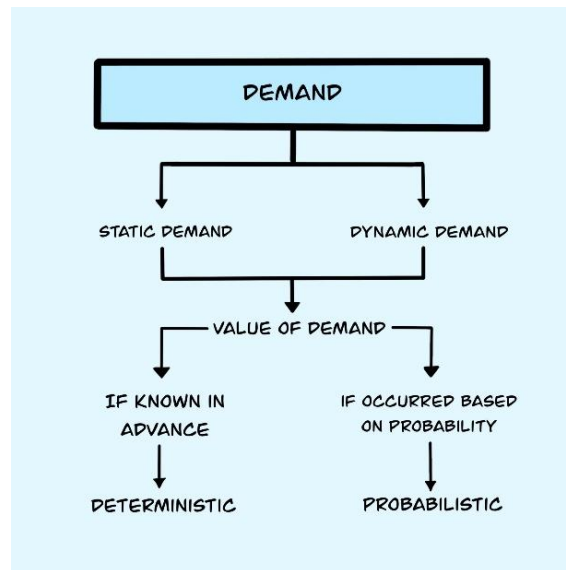 DEMAND
STATIC DEMAND
DYNAMIC DEMAND
VALUE OF DEMAND
IF KNOWN IN
ADVANCE
IF OCCURRED BASED
ON PROBABILITY
DETERMINISTIC
PROBABILISTIC